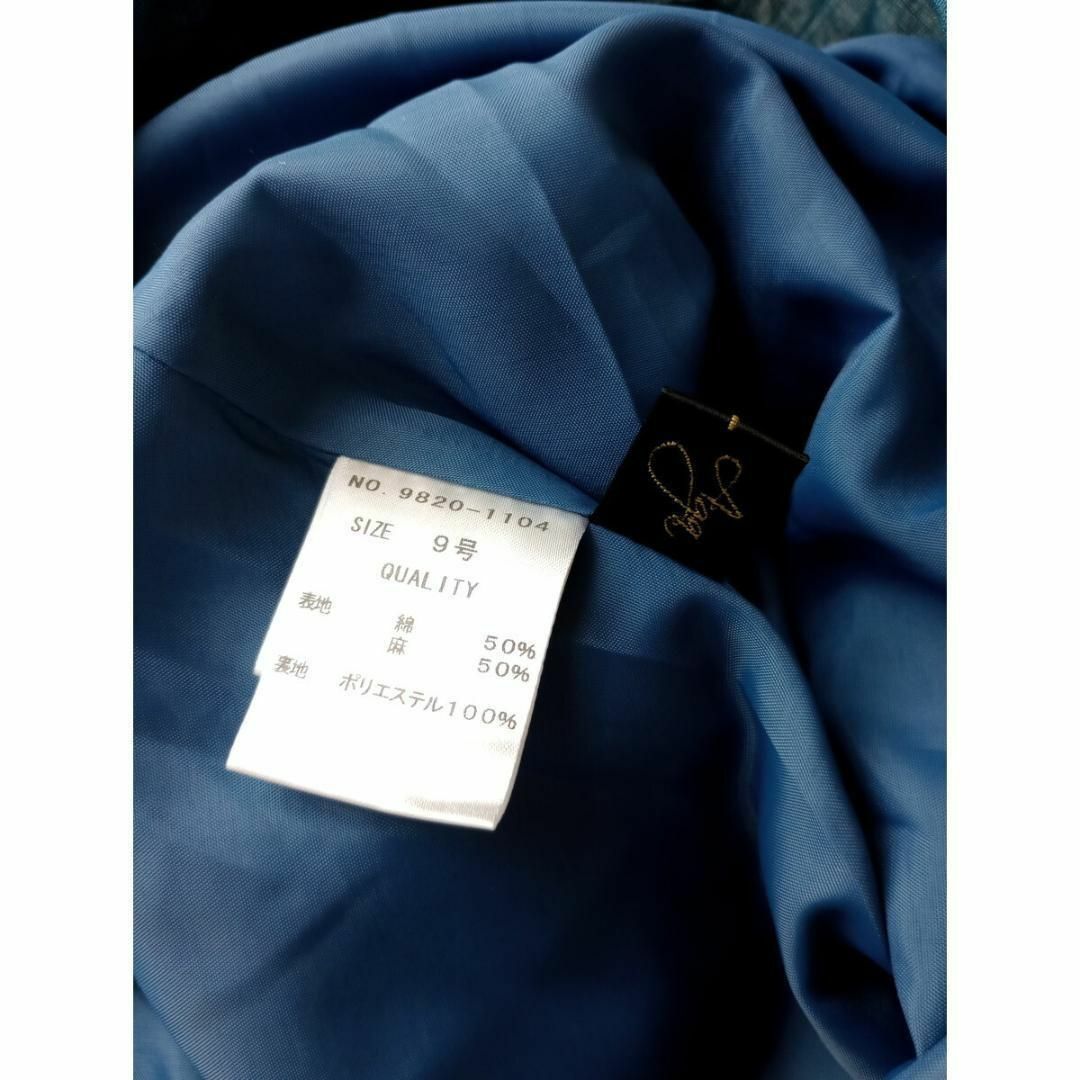 NO. 9820-1104
SIZE 9号
QUALITY
表地 綿 50%
麻 50%
裏地 ポリエステル100%